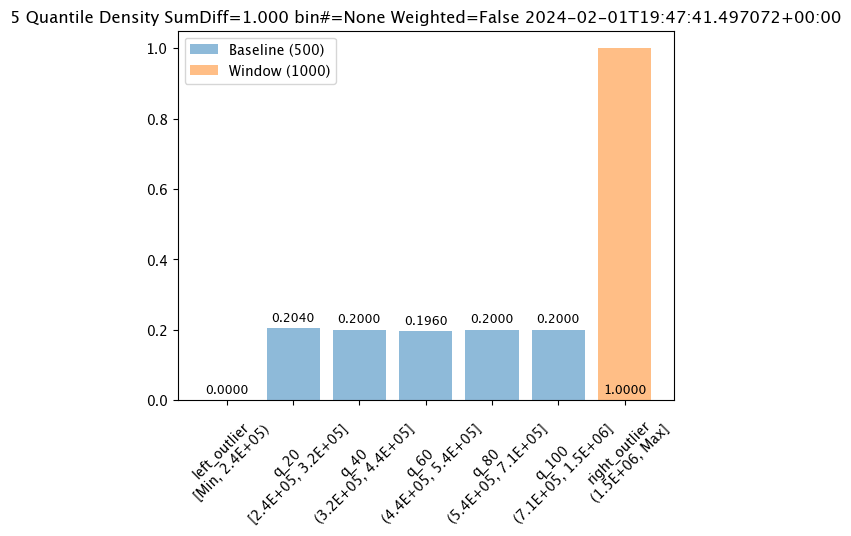 5 Quantile Density SumDiff=1.000 bin#=None Weighted=False 2024-02-01T19:47:41.497072+00:00
Baseline (500)
Window (1000)
1.0
0.8
0.6
0.4
0.2
0.0
0.0000
0.2040
0.2000
0.1960
0.2000
0.2000
1.0000
left_outlier
[Min, 2.4E+05)
q_20
[2.4E+05, 3.2E+05]
q_40
(3.2E+05, 4.4E+05]
q_60
(4.4E+05, 5.4E+05]
q_80
(5.4E+05, 7.1E+05]
q_100
(7.1E+05, 1.5E+06]
right_outlier
(1.5E+06, Max]